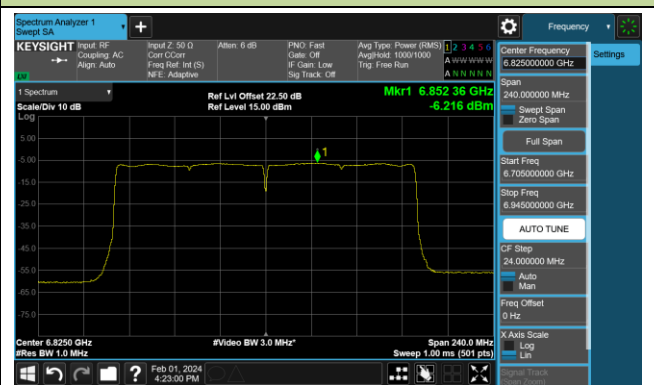 Spectrum Analyzer 1
Swept SA
Frequency
KEYSIGHT
Input: RF
Coupling: AC
Align: Auto
Input Z: 50 Ω
Corr CCorr
Freq Ref: Int (S)
NFE: Adaptive
Atten: 6 dB
PNO: Fast
Gate: Off
IF Gain: Low
Sig Track: Off
Avg Type: Power (RMS)
Avg|Hold: 1000/1000
Trig: Free Run
1 2 3 4 5 6
A W W W W W
A N N N N N
LXI
1 Spectrum
Scale/Div 10 dB
Log
Ref Lvl Offset 22.50 dB
Ref Level 15.00 dBm
Mkr1 6.852 36 GHz
-6.216 dBm
5.00
-5.00
-15.0
-25.0
-35.0
-45.0
-55.0
-65.0
-75.0
1
Center 6.8250 GHz
#Res BW 1.0 MHz
#Video BW 3.0 MHz*
Span 240.0 MHz
Sweep 1.00 ms (501 pts)
Feb 01, 2024
4:23:00 PM
Center Frequency
6.825000000 GHz
Settings
Span
240.000000 MHz
Swept Span
Zero Span
Full Span
Start Freq
6.705000000 GHz
Stop Freq
6.945000000 GHz
AUTO TUNE
CF Step
24.000000 MHz
Auto
Man
Freq Offset
0 Hz
X Axis Scale
Log
Lin
Signal Track
(Span Zoom)